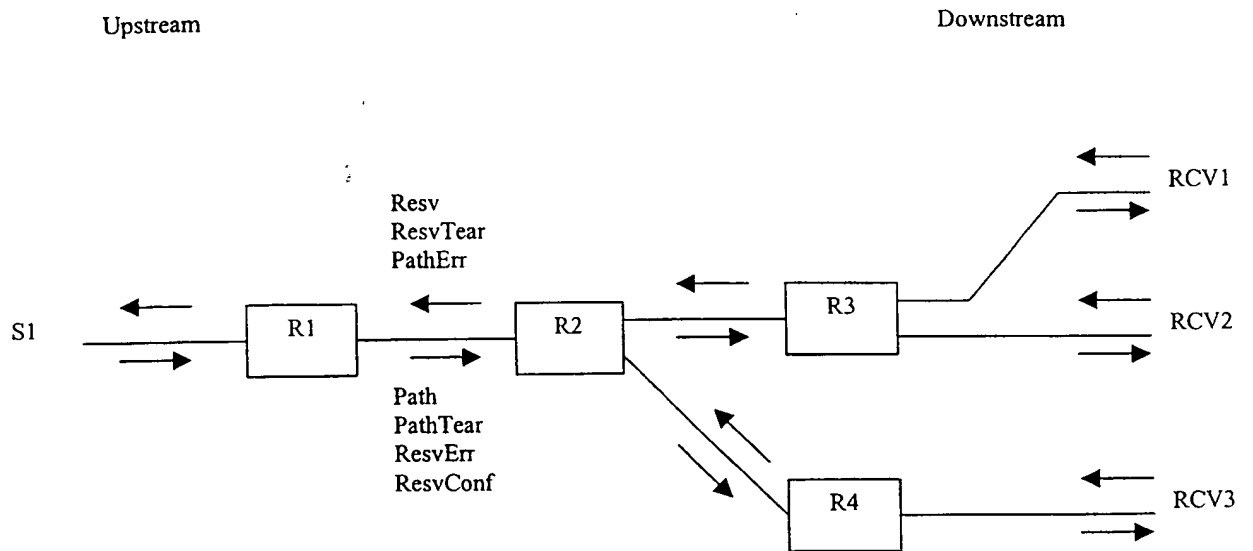 Upstream
Downstream
RCV1
Resv
ResvTear
PathErr
S1
R1
R2
R3
RCV2
Path
PathTear
ResvErr
ResvConf
R4
RCV3